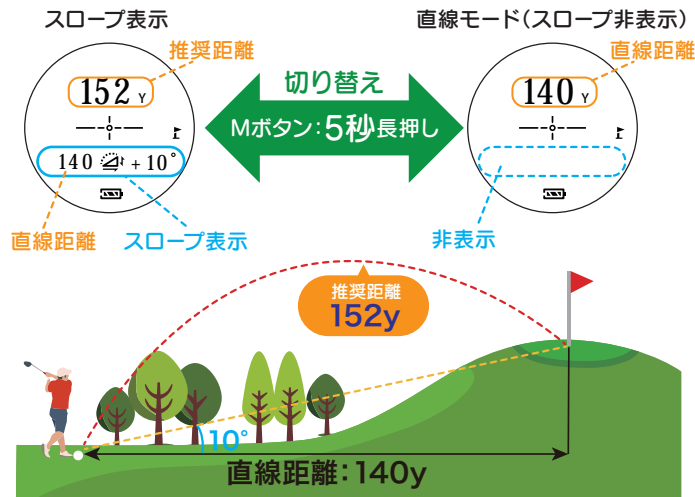 スロープ表示
推奨距離
152 Y
140 +10°
直線距離
スロープ表示
切り替え
Mボタン:5秒長押し
直線モード(スロープ非表示)
直線距離
140 Y
非表示
推奨距離
152y
10°
直線距離:140y